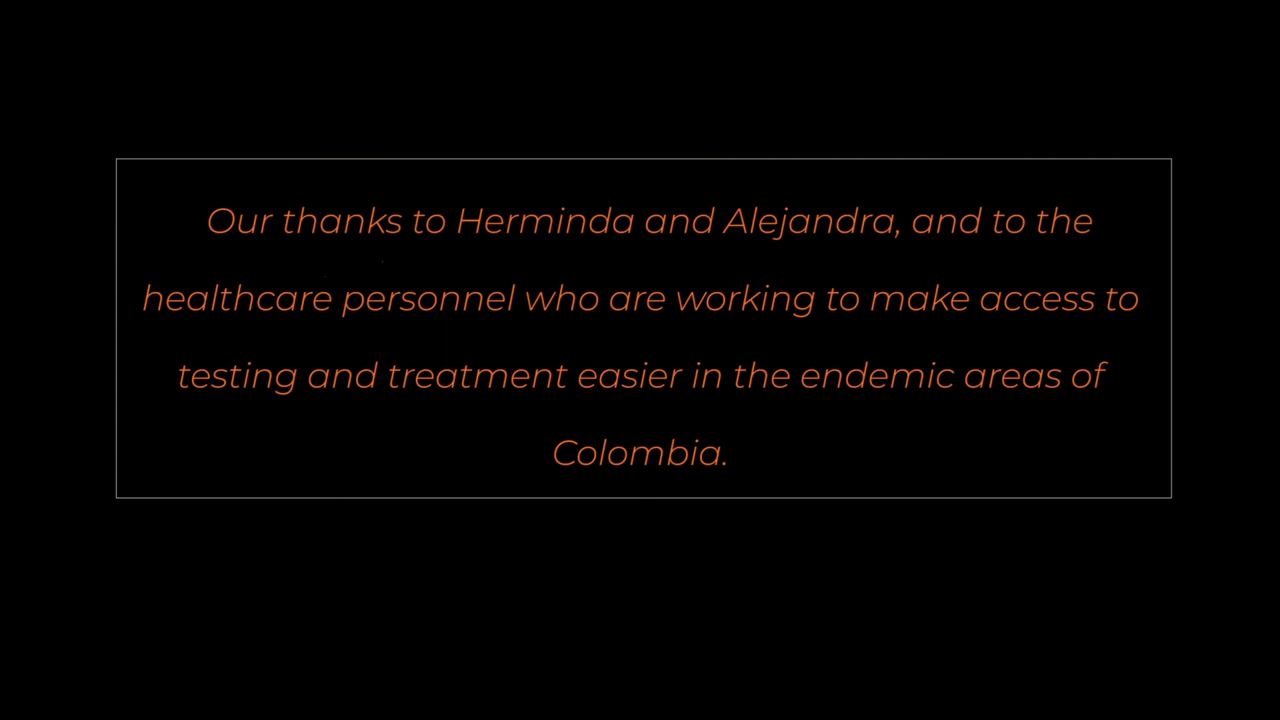 Our thanks to Herminda and Alejandra, and to the
healthcare personnel who are working to make access to
testing and treatment easier in the endemic areas of
Colombia.